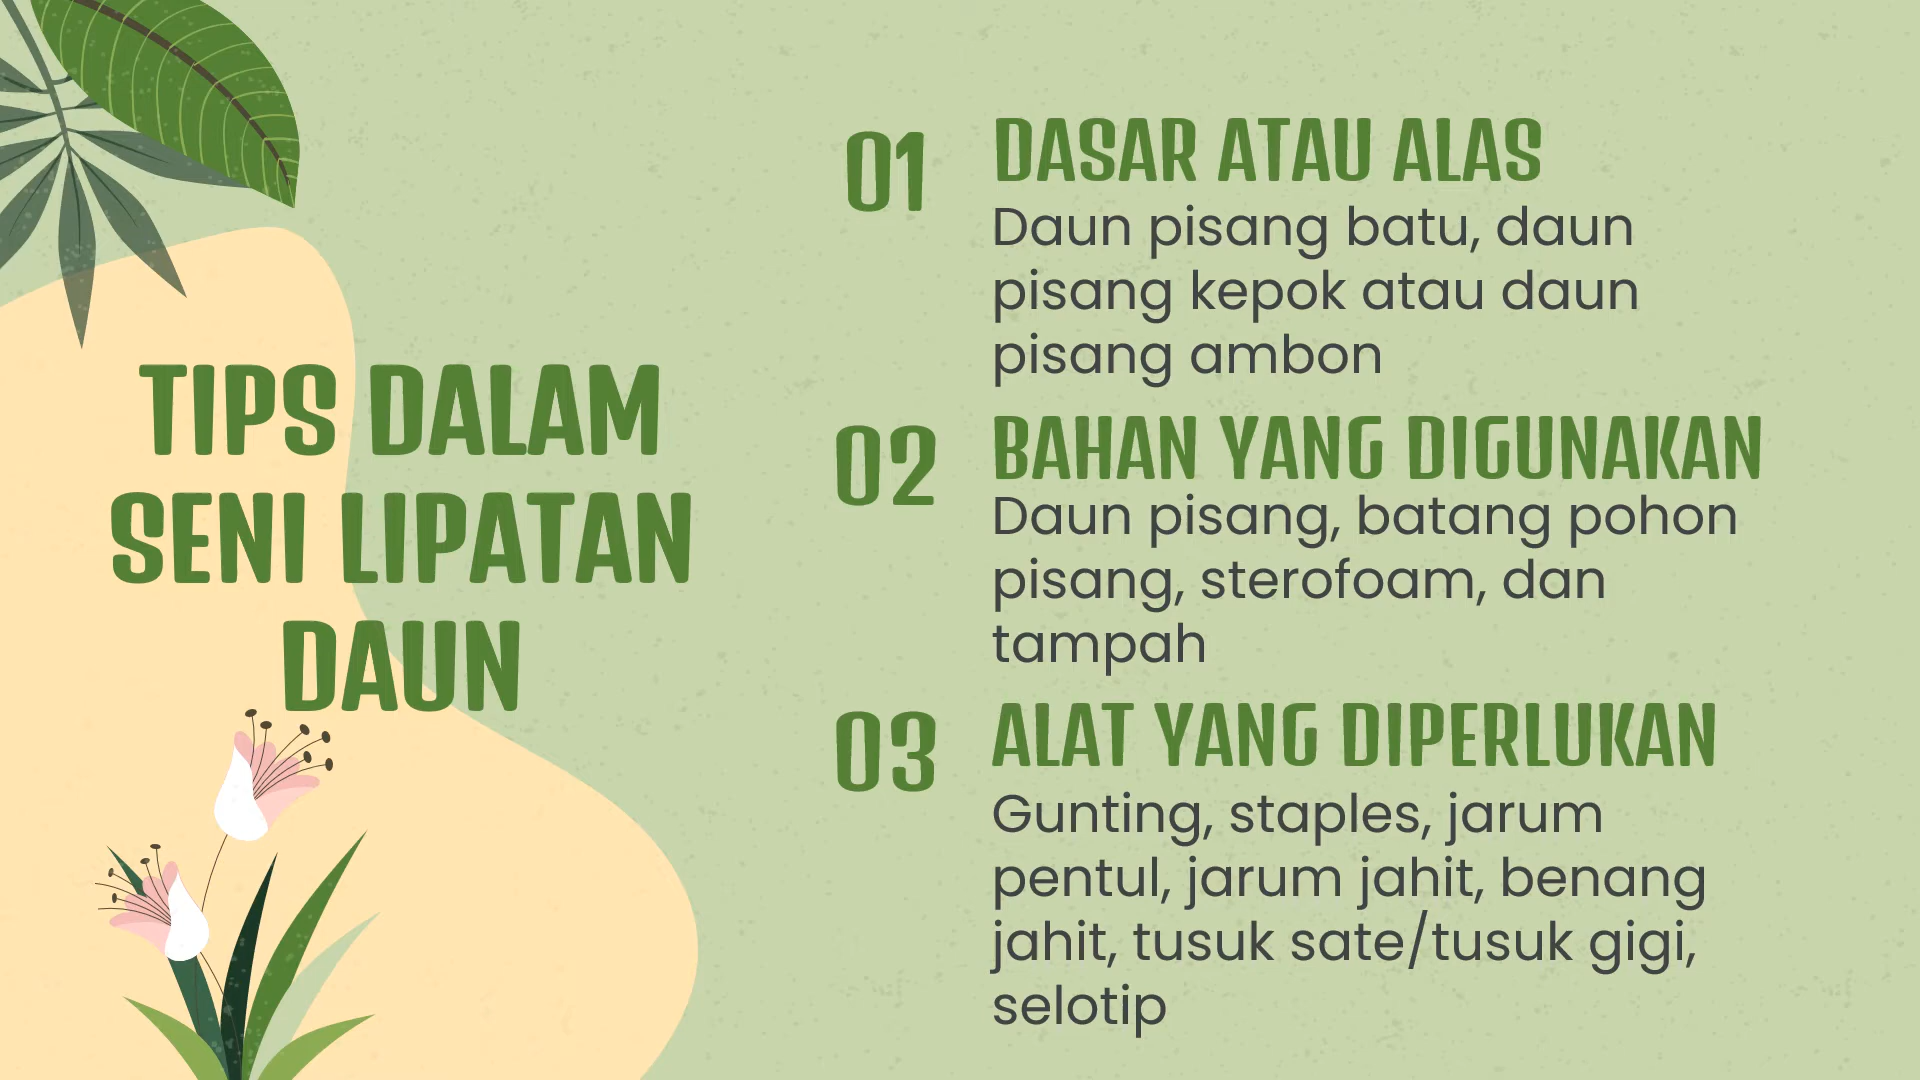 TIPS DALAM
SENI LIPATAN
DAUN
01
DASAR ATAU ALAS
Daun pisang batu, daun
pisang kepok atau daun
pisang ambon
02
BAHAN YANG DIGUNAKAN
Daun pisang, batang pohon
pisang, sterofoam, dan
tampah
03
ALAT YANG DIPERLUKAN
Gunting, staples, jarum
pentul, jarum jahit, benang
jahit, tusuk sate/tusuk gigi,
selotip